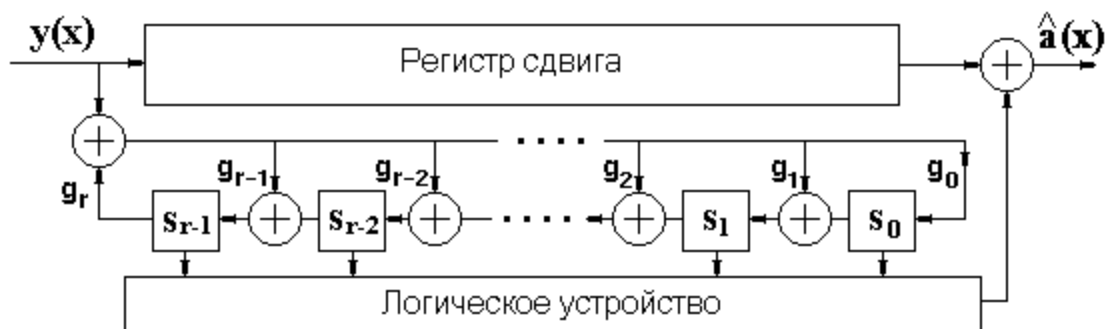 y(x)
Регистр сдвига
â(x)
g_r
g_{r-1}
g_{r-2}
g_2
g_1
g_0
s_{r-1}
s_{r-2}
s_1
s_0
Логическое устройство